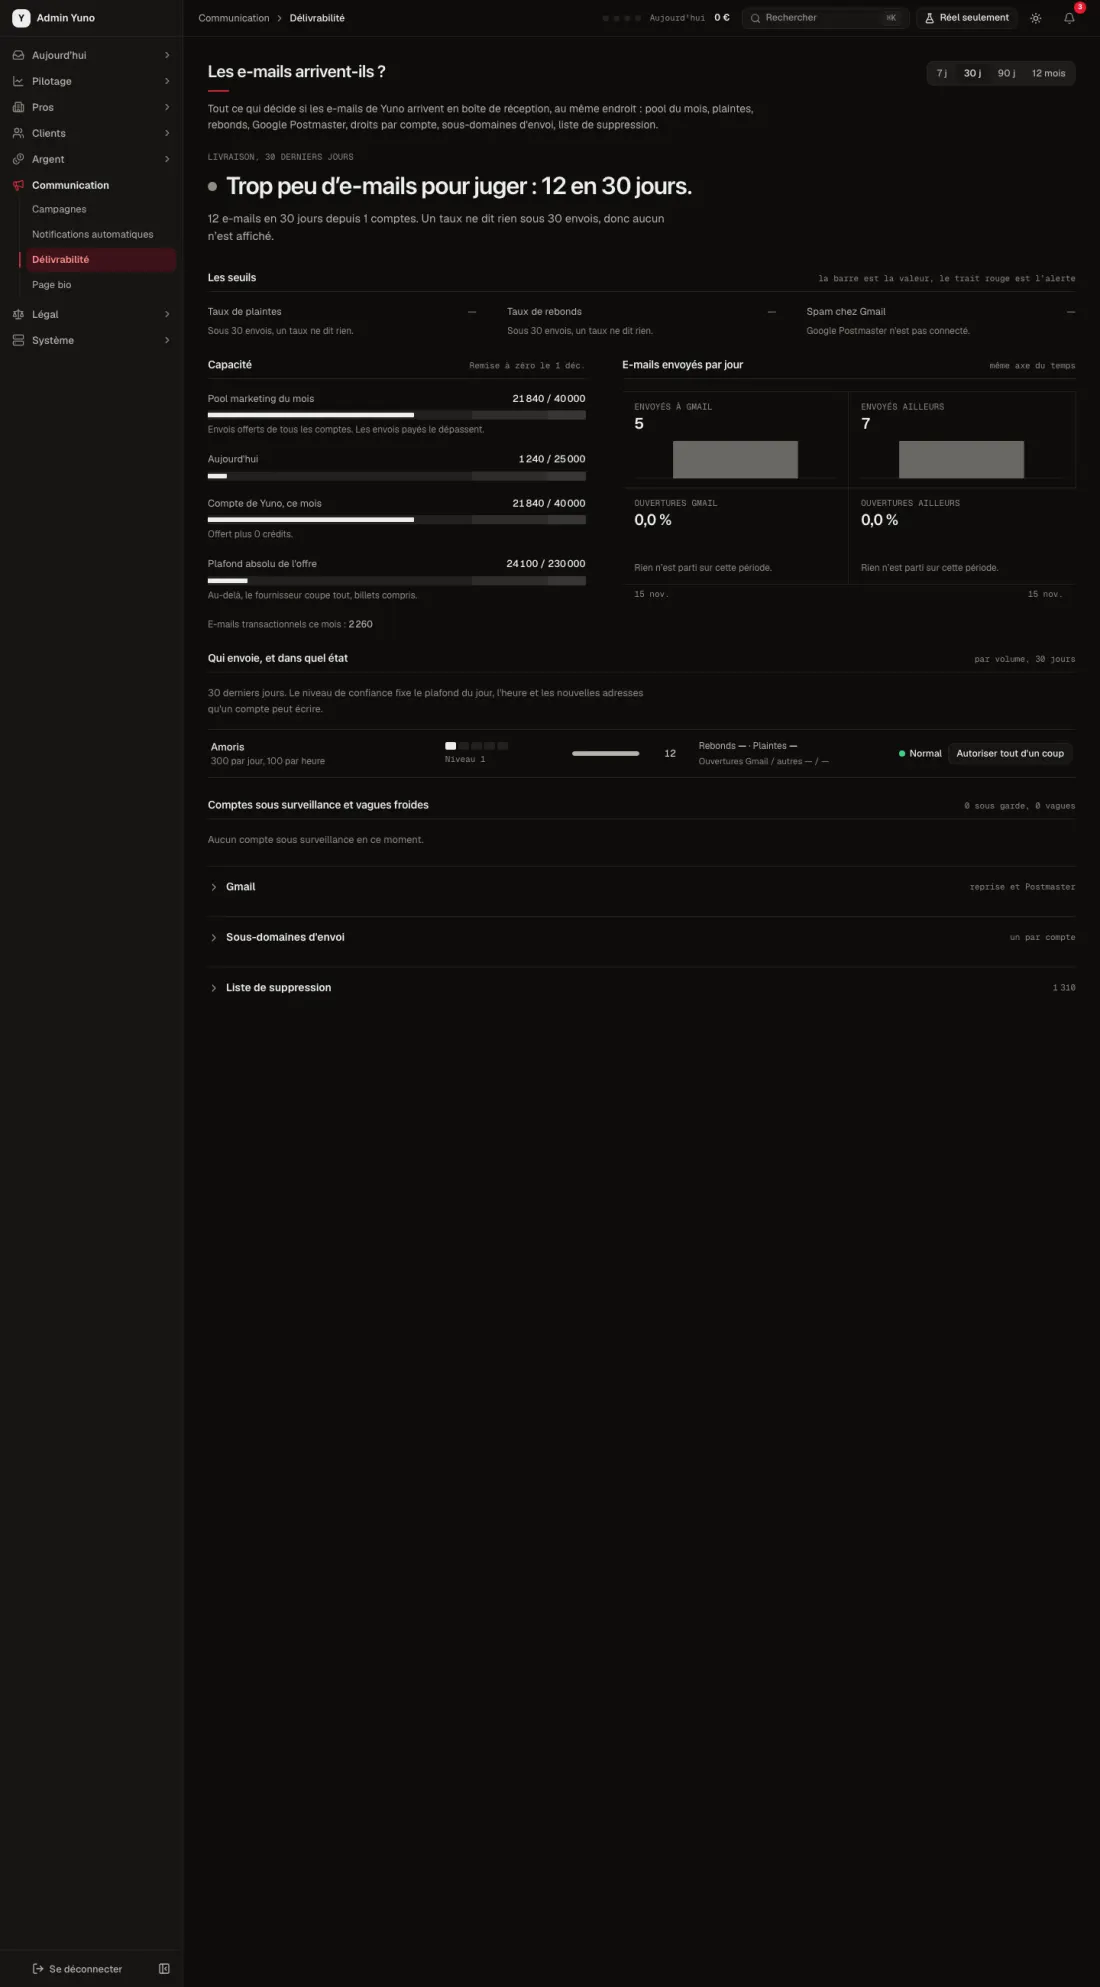 Y Admin Yuno
Communication > Délivrabilité
Aujourd'hui 0 €
Rechercher ⌘K
Réel seulement
3
Aujourd'hui
Pilotage
Pros
Clients
Argent
Communication
Campagnes
Notifications automatiques
Délivrabilité
Page bio
Légal
Système
Les e-mails arrivent-ils ?
7 j 30 j 90 j 12 mois
Tout ce qui décide si les e-mails de Yuno arrivent en boîte de réception, au même endroit : pool du mois, plaintes,
rebonds, Google Postmaster, droits par compte, sous-domaines d'envoi, liste de suppression.
LIVRAISON, 30 DERNIERS JOURS
Trop peu d'e-mails pour juger : 12 en 30 jours.
12 e-mails en 30 jours depuis 1 comptes. Un taux ne dit rien sous 30 envois, donc aucun
n'est affiché.
Les seuils
la barre est la valeur, le trait rouge est l'alerte
Taux de plaintes —
Sous 30 envois, un taux ne dit rien.
Taux de rebonds —
Sous 30 envois, un taux ne dit rien.
Spam chez Gmail —
Google Postmaster n'est pas connecté.
Capacité
Remise à zéro le 1 déc.
Pool marketing du mois 21 840 / 40 000
Envois offerts de tous les comptes. Les envois payés le dépassent.
Aujourd'hui 1 240 / 25 000
Compte de Yuno, ce mois 21 840 / 40 000
Offert plus 0 crédits.
Plafond absolu de l'offre 24 100 / 230 000
Au-delà, le fournisseur coupe tout, billets compris.
E-mails transactionnels ce mois : 2 260
E-mails envoyés par jour
même axe du temps
ENVOYÉS À GMAIL
5
ENVOYÉS AILLEURS
7
OUVERTURES GMAIL
0,0 %
Rien n'est parti sur cette période.
OUVERTURES AILLEURS
0,0 %
Rien n'est parti sur cette période.
15 nov. 15 nov.
Qui envoie, et dans quel état
par volume, 30 jours
30 derniers jours. Le niveau de confiance fixe le plafond du jour, l'heure et les nouvelles adresses
qu'un compte peut écrire.
Amoris
300 par jour, 100 par heure
Niveau 1
12
Rebonds — · Plaintes —
Ouvertures Gmail / autres — / —
Normal
Autoriser tout d'un coup
Comptes sous surveillance et vagues froides
0 sous garde, 0 vagues
Aucun compte sous surveillance en ce moment.
Gmail
reprise et Postmaster
Sous-domaines d'envoi
un par compte
Liste de suppression
1 310
Se déconnecter